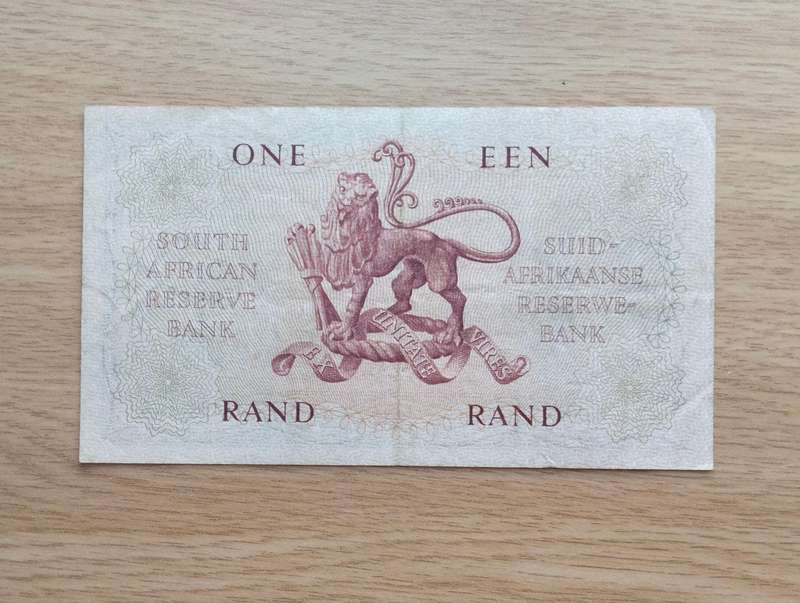 ONE EEN
SOUTH
AFRICAN
RESERVE
BANK
SUID-
AFRIKAANSE
RESERWE-
BANK
EX UNITATE VIRES
RAND RAND